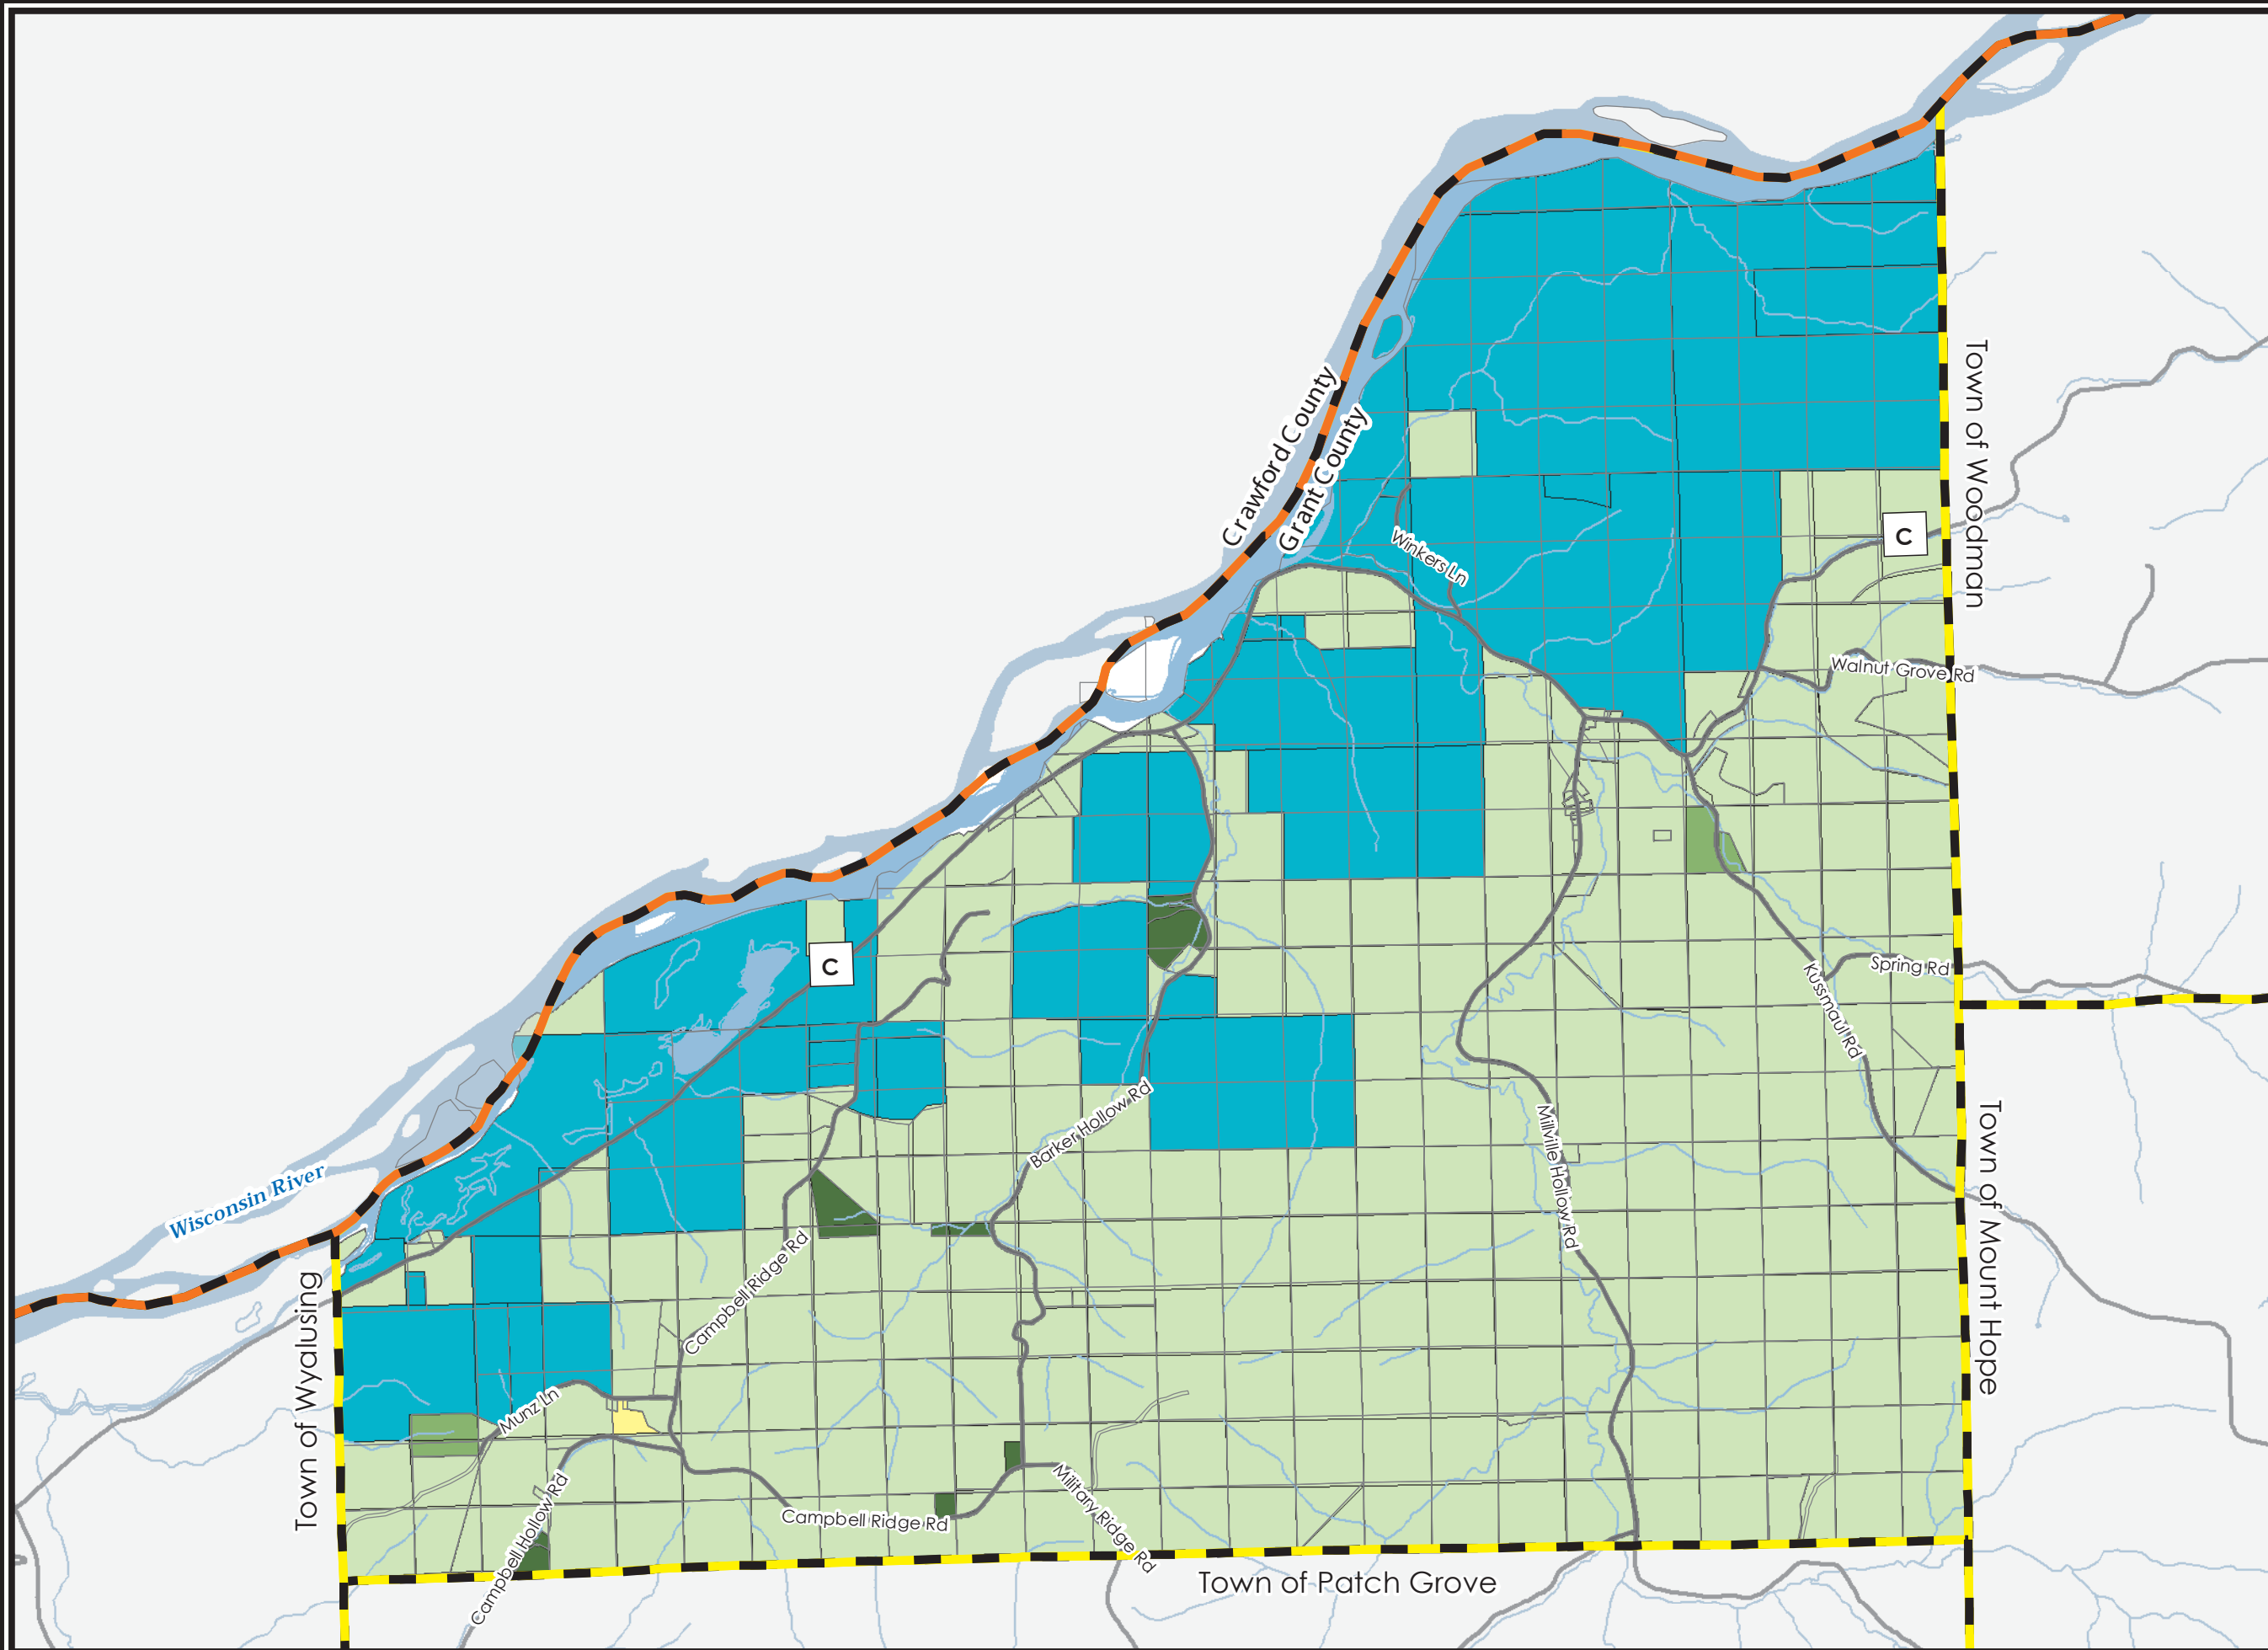 Crawford County
Grant County
Town of Woodman
C
Winkers Ln
Walnut Grove Rd
C
Spring Rd
Kussmaul Rd
Barker Hollow Rd
Millville Hollow Rd
Town of Mount Hope
Wisconsin River
Campbell Ridge Rd
Town of Wyalusing
Munz Ln
Campbell Hollow Rd
Campbell Ridge Rd
Military Ridge Rd
Town of Patch Grove